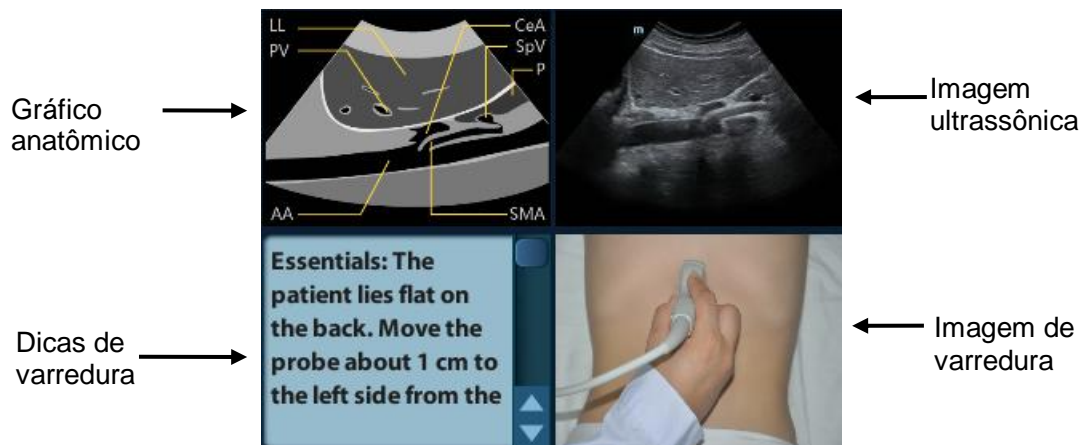 Gráfico
anatômico
LL
PV
CeA
SpV
P
AA
SMA
m
Imagem
ultrassônica
Dicas de
varredura
Essentials: The
patient lies flat on
the back. Move the
probe about 1 cm to
the left side from the
Imagem de
varredura